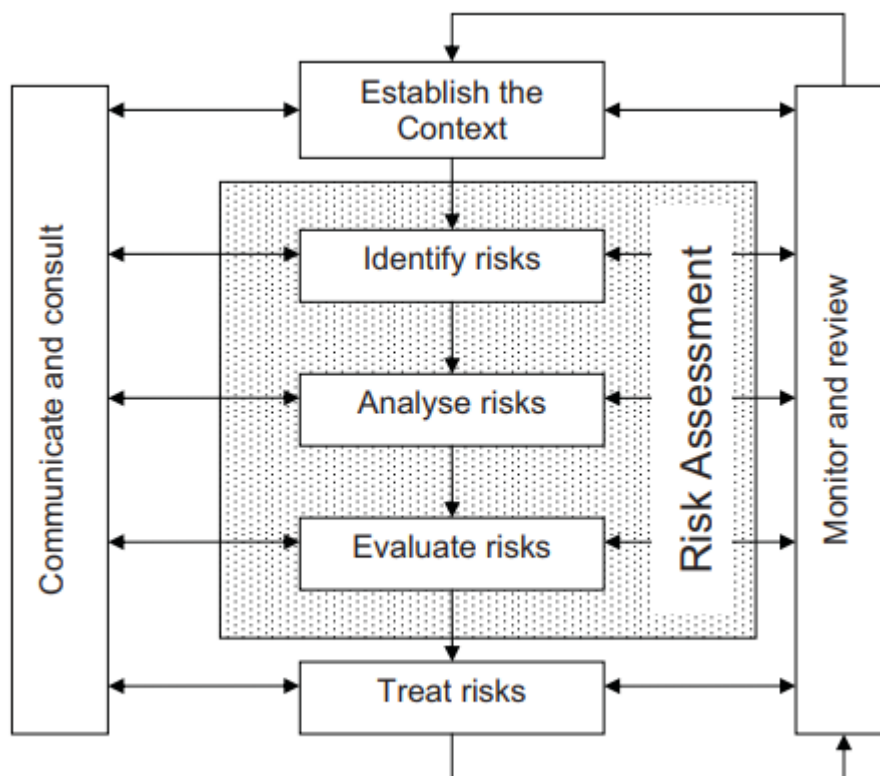 Establish the
Context
Communicate and consult
Identify risks
Analyse risks
Evaluate risks
Risk Assessment
Monitor and review
Treat risks